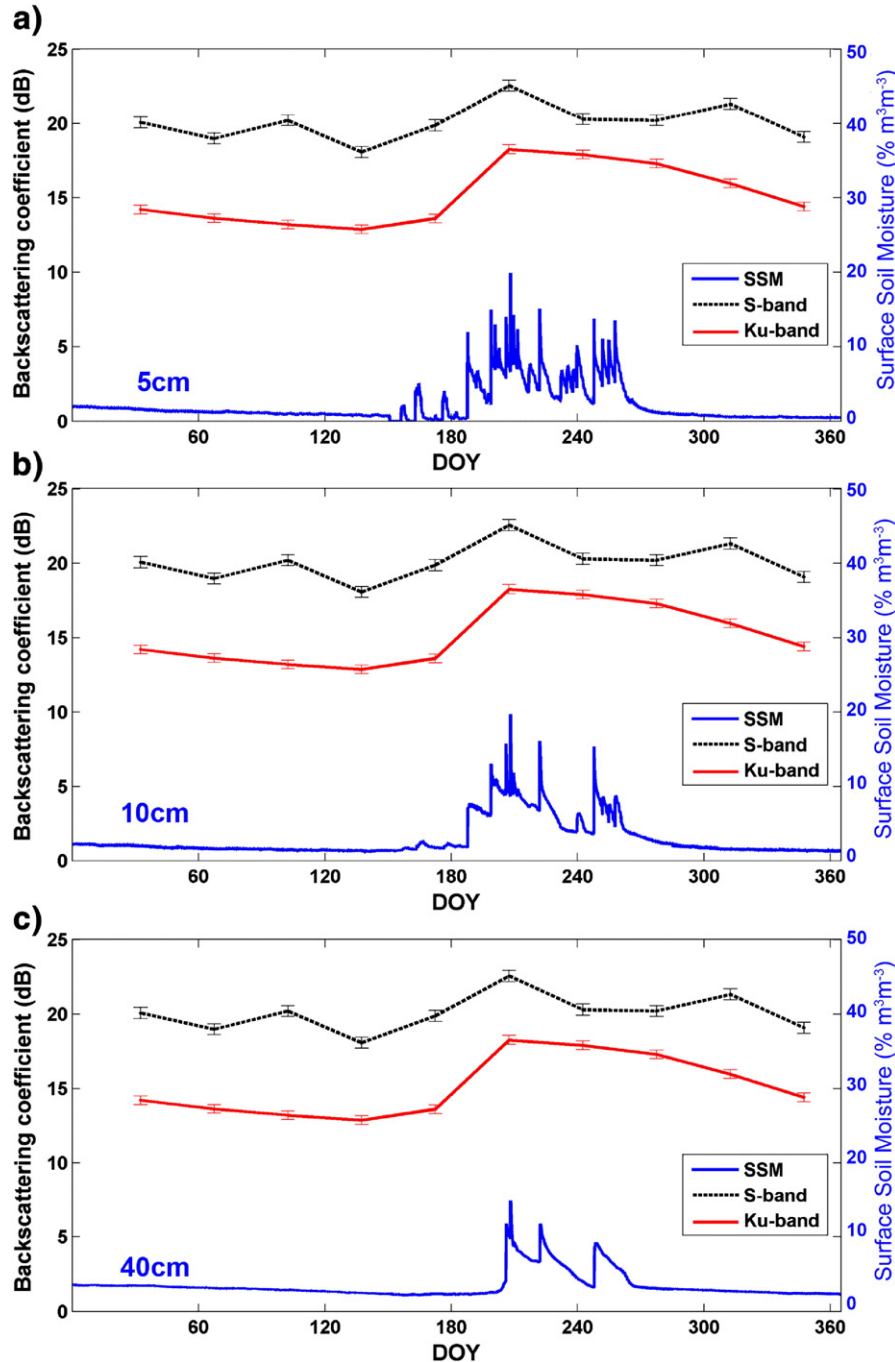 a)
Backscattering coefficient (dB)
25
20
15
10
5
0
50
40
30
20
10
0
Surface Soil Moisture (% m³m⁻³)
SSM
S-band
Ku-band
5cm
60
120
180
240
300
360
DOY
b)
Backscattering coefficient (dB)
25
20
15
10
5
0
50
40
30
20
10
0
Surface Soil Moisture (% m³m⁻³)
SSM
S-band
Ku-band
10cm
60
120
180
240
300
360
DOY
c)
Backscattering coefficient (dB)
25
20
15
10
5
0
50
40
30
20
10
0
Surface Soil Moisture (% m³m⁻³)
SSM
S-band
Ku-band
40cm
60
120
180
240
300
360
DOY